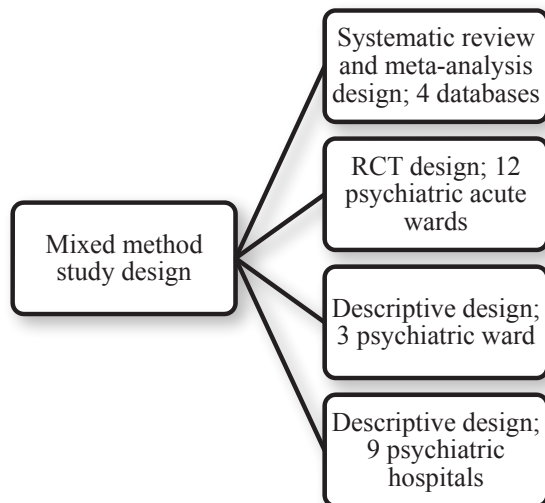 Systematic review
and meta-analysis
design; 4 databases
RCT design; 12
psychiatric acute
wards
Mixed method
study design
Descriptive design;
3 psychiatric ward
Descriptive design;
9 psychiatric
hospitals